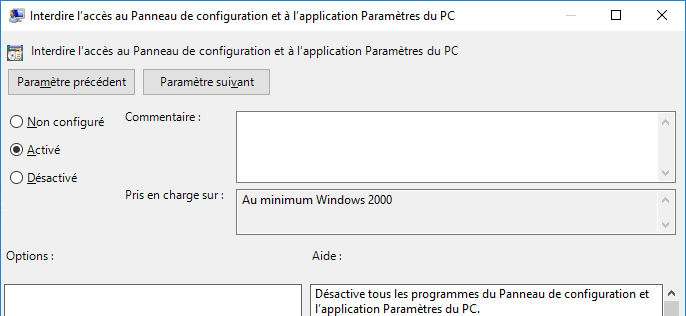 Interdire l'accès au Panneau de configuration et à l'application Paramètres du PC
Interdire l'accès au Panneau de configuration et à l'application Paramètres du PC
Paramètre précédent
Paramètre suivant
Non configuré
Commentaire :
Activé
Désactivé
Pris en charge sur :
Au minimum Windows 2000
Options :
Aide :
Désactive tous les programmes du Panneau de configuration et
l'application Paramètres du PC.